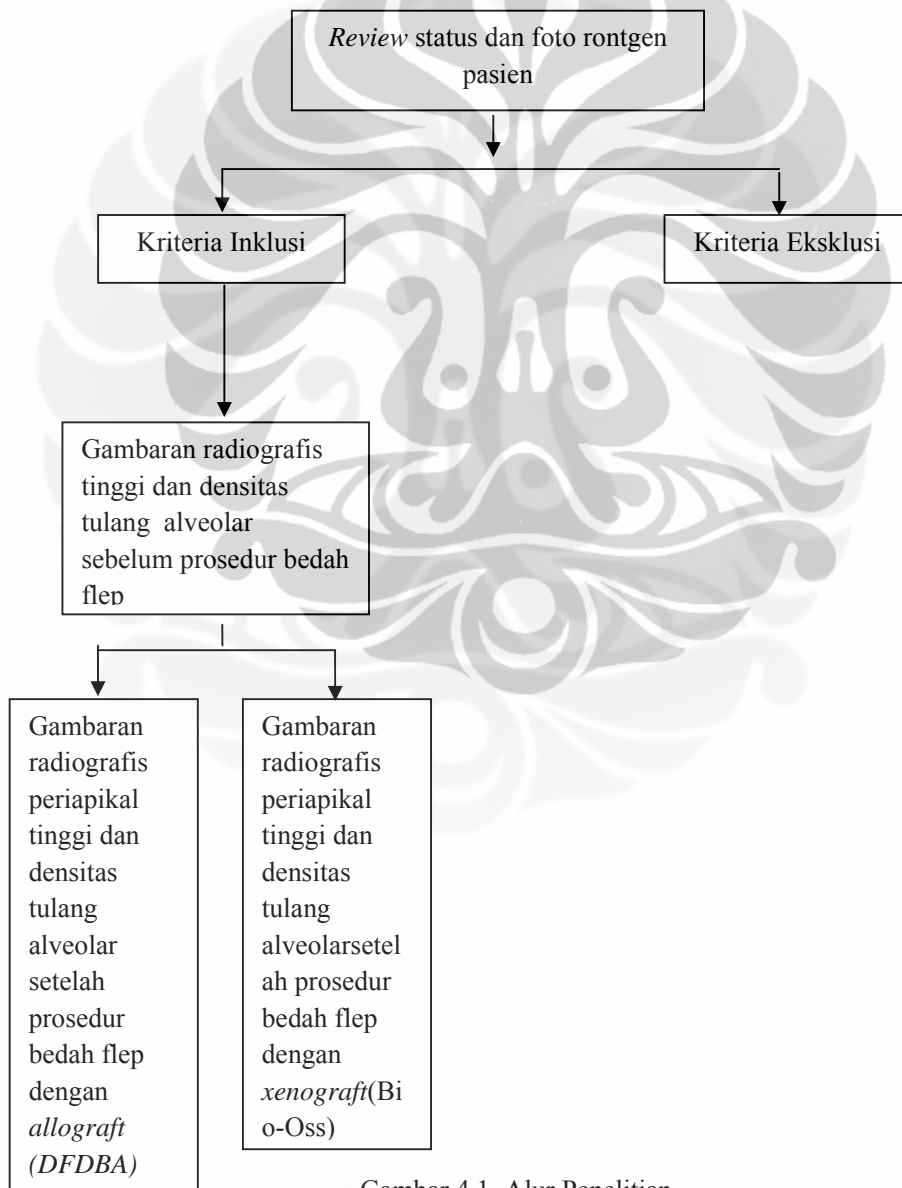 Review status dan foto rontgen
pasien
Kriteria Inklusi
Kriteria Eksklusi
Gambaran radiografis
tinggi dan densitas
tulang alveolar
sebelum prosedur bedah
flep
Gambaran
radiografis
periapikal
tinggi dan
densitas
tulang
alveolar
setelah
prosedur
bedah flep
dengan
allograft
(DFDBA)
Gambaran
radiografis
periapikal
tinggi dan
densitas
tulang
alveolarsetel
ah prosedur
bedah flep
dengan
xenograft(Bi
o-Oss)
Gambar 4.1. Alur Penelitian